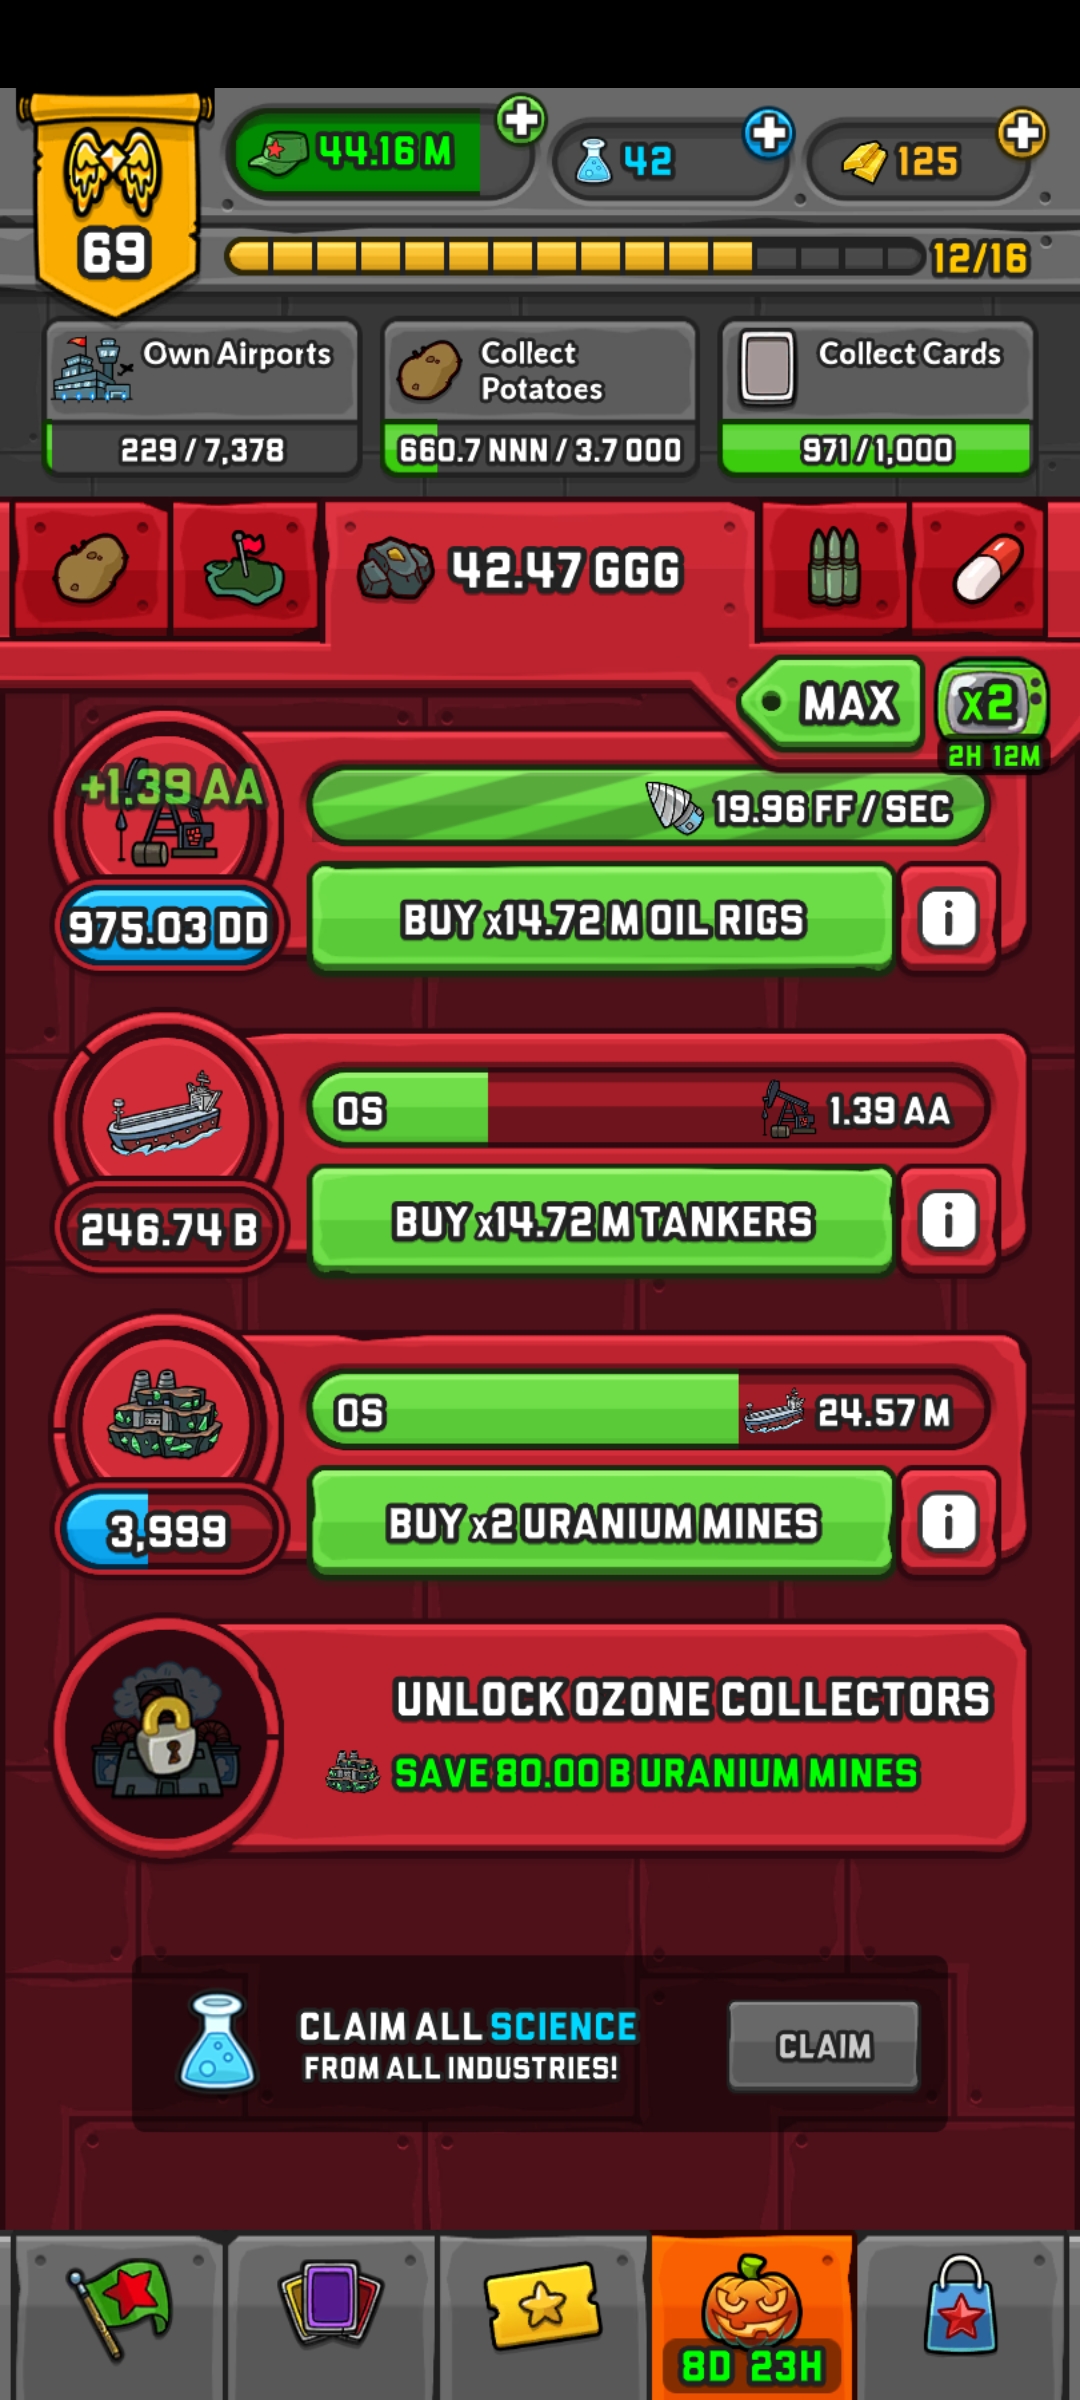 69
44.16 M
42
125
12/16
Own Airports
229 / 7,378
Collect
Potatoes
660.7 NNN / 3.7 OOO
Collect Cards
971 / 1,000
42.47 GGG
MAX
x2
2H 12M
+1.39 AA
19.96 FF / SEC
975.03 DD
BUY x14.72 M OIL RIGS
i
0S
1.39 AA
246.74 B
BUY x14.72 M TANKERS
i
0S
24.57 M
3,999
BUY x2 URANIUM MINES
i
UNLOCK OZONE COLLECTORS
SAVE 80.00 B URANIUM MINES
CLAIM ALL SCIENCE
FROM ALL INDUSTRIES!
CLAIM
8D 23H